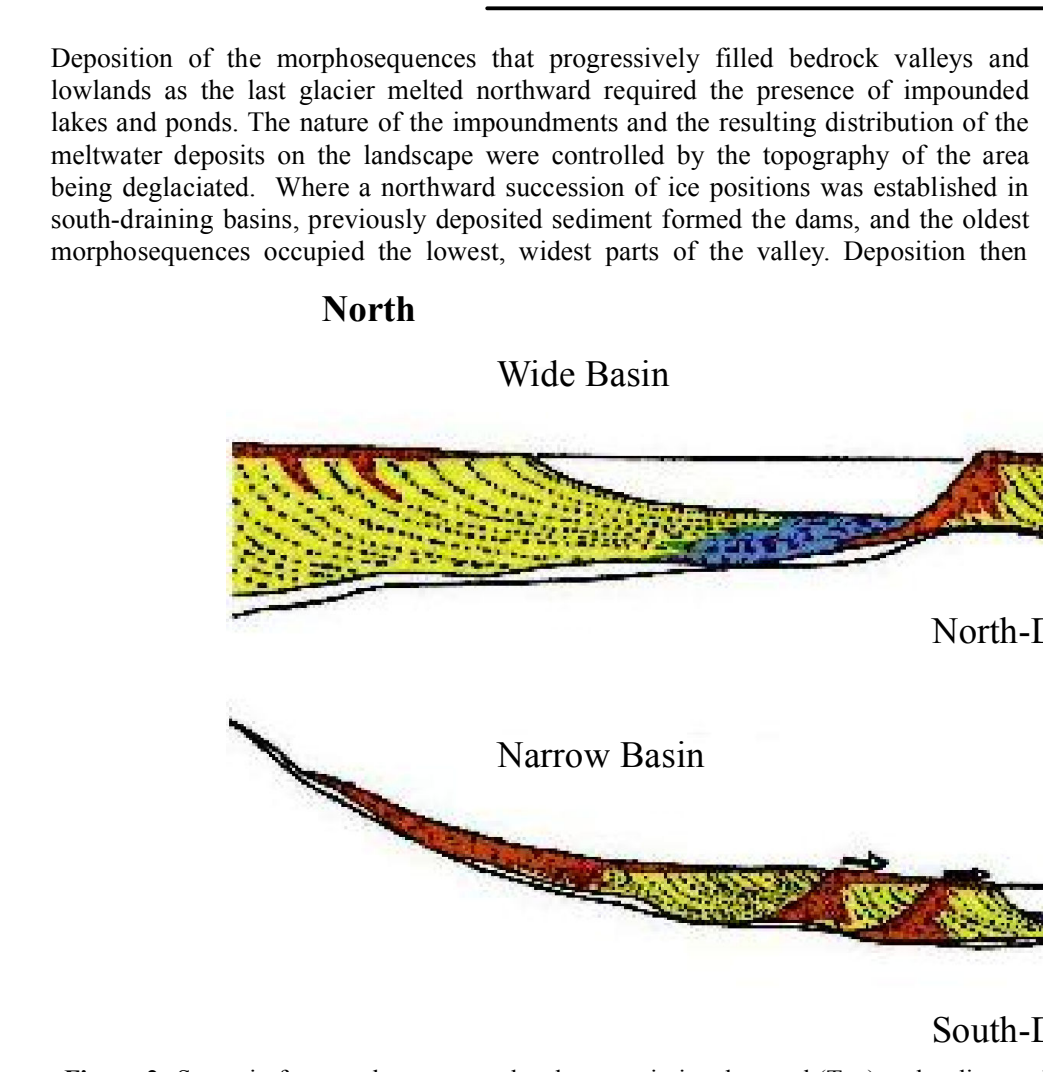 Deposition of the morphosequences that progressively filled bedrock valleys and
lowlands as the last glacier melted northward required the presence of impounded
lakes and ponds. The nature of the impoundments and the resulting distribution of the
meltwater deposits on the landscape were controlled by the topography of the area
being deglaciated. Where a northward succession of ice positions was established in
south-draining basins, previously deposited sediment formed the dams, and the oldest
morphosequences occupied the lowest, widest parts of the valley. Deposition then
North
Wide Basin
North-D
Narrow Basin
South-D